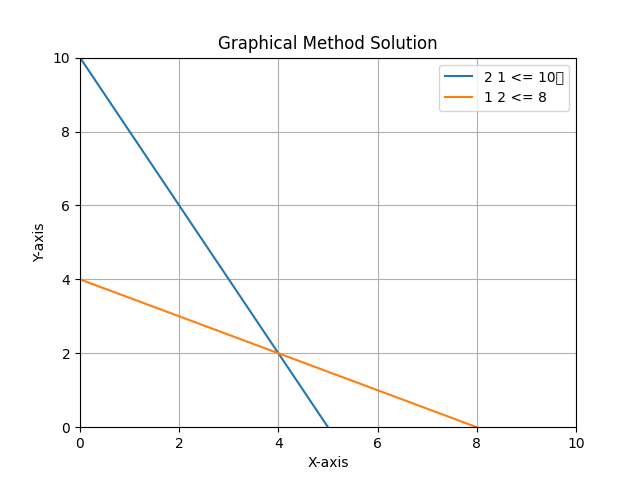 Graphical Method Solution
2 1 <= 10
1 2 <= 8
Y-axis
10
8
6
4
2
0
0 2 4 6 8 10
X-axis